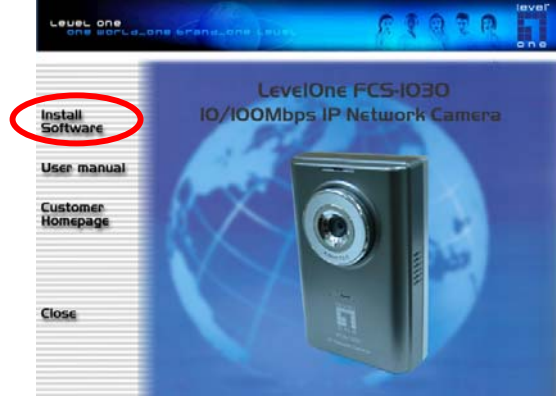 level one
one world_one brand_one level
level
one
LevelOne FCS-1030
10/100Mbps IP Network Camera
Install
Software
User manual
Customer
Homepage
Close